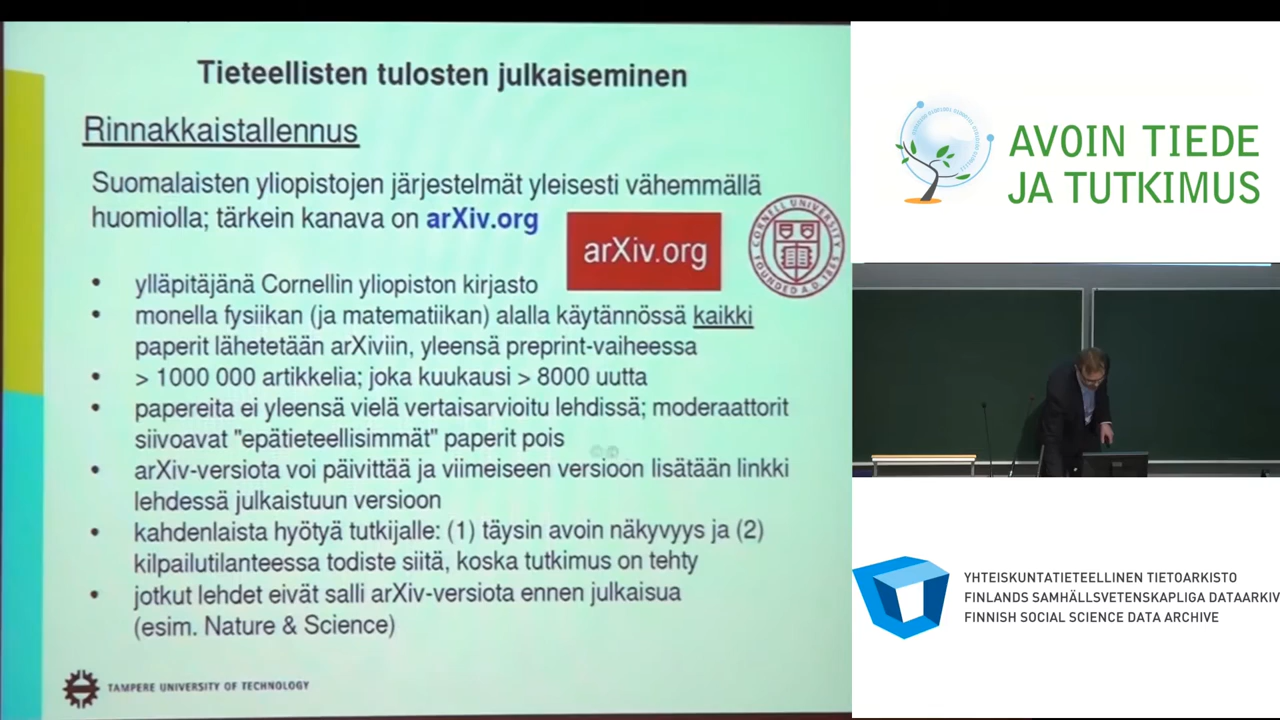 Tieteellisten tulosten julkaiseminen
Rinnakkaistallennus
Suomalaisten yliopistojen järjestelmät yleisesti vähemmällä
huomiolla; tärkein kanava on arXiv.org
arXiv.org
CORNELL UNIVERSITY
FOUNDED A.D. 1865
• ylläpitäjänä Cornellin yliopiston kirjasto
• monella fysiikan (ja matematiikan) alalla käytännössä kaikki
paperit lähetetään arXiviin, yleensä preprint-vaiheessa
• > 1000 000 artikkelia; joka kuukausi > 8000 uutta
• papereita ei yleensä vielä vertaisarvioitu lehdissä; moderaattorit
siivoavat "epätieteellisimmät" paperit pois
• arXiv-versiota voi päivittää ja viimeiseen versioon lisätään linkki
lehdessä julkaistuun versioon
• kahdenlaista hyötyä tutkijalle: (1) täysin avoin näkyvyys ja (2)
kilpailutilanteessa todiste siitä, koska tutkimus on tehty
• jotkut lehdet eivät salli arXiv-versiota ennen julkaisua
(esim. Nature & Science)
TAMPERE UNIVERSITY OF TECHNOLOGY
AVOIN TIEDE
JA TUTKIMUS
YHTEISKUNTATIETEELLINEN TIETOARKISTO
FINLANDS SAMHÄLLSVETENSKAPLIGA DATAARKIV
FINNISH SOCIAL SCIENCE DATA ARCHIVE